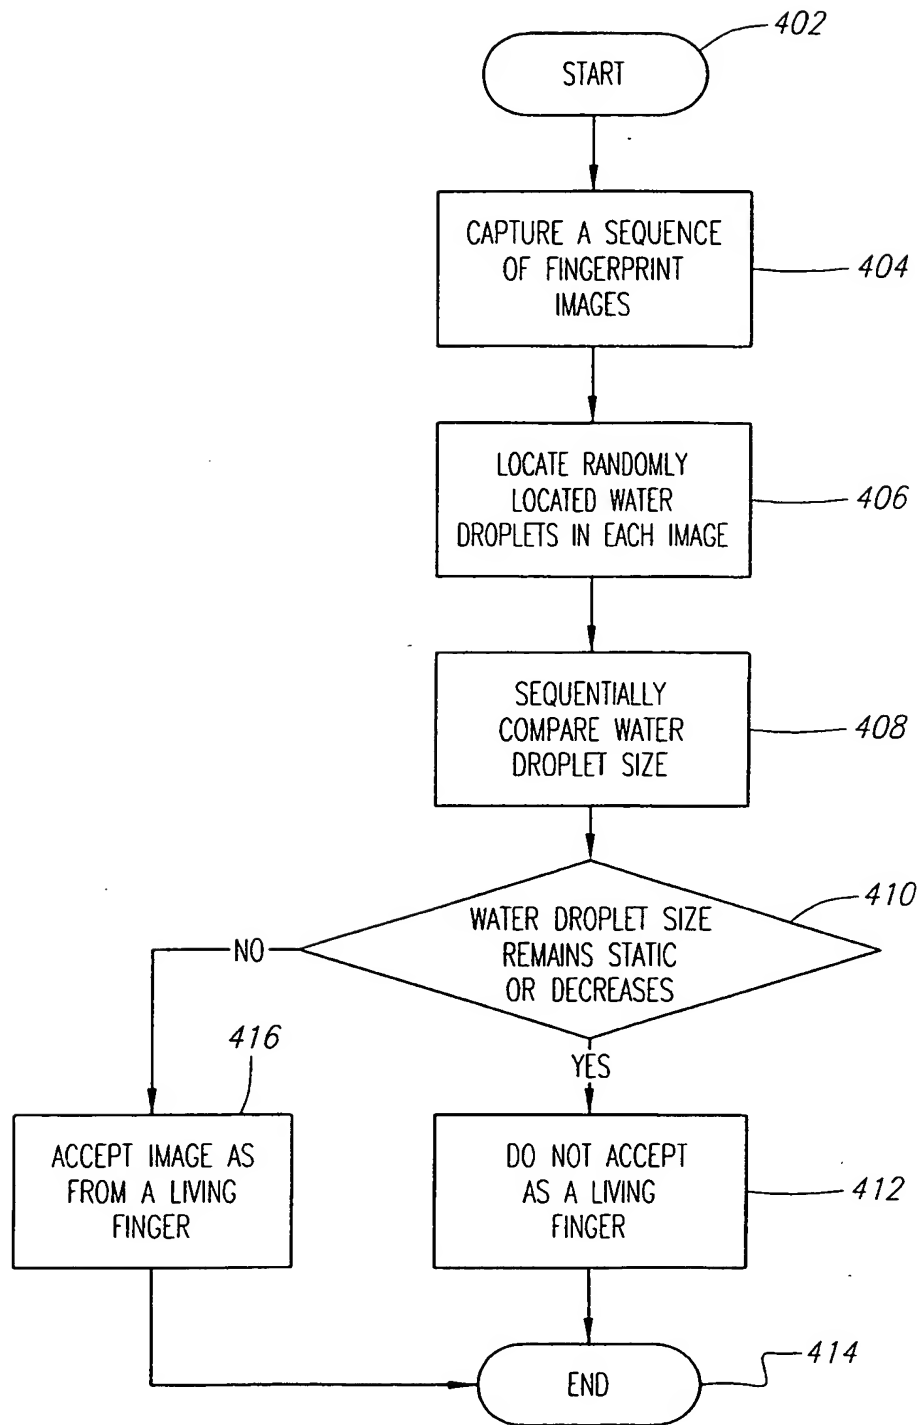 402
START
CAPTURE A SEQUENCE
OF FINGERPRINT
IMAGES
404
LOCATE RANDOMLY
LOCATED WATER
DROPLETS IN EACH IMAGE
406
SEQUENTIALLY
COMPARE WATER
DROPLET SIZE
408
410
WATER DROPLET SIZE
REMAINS STATIC
OR DECREASES
NO
YES
416
ACCEPT IMAGE AS
FROM A LIVING
FINGER
DO NOT ACCEPT
AS A LIVING
FINGER
412
END
414